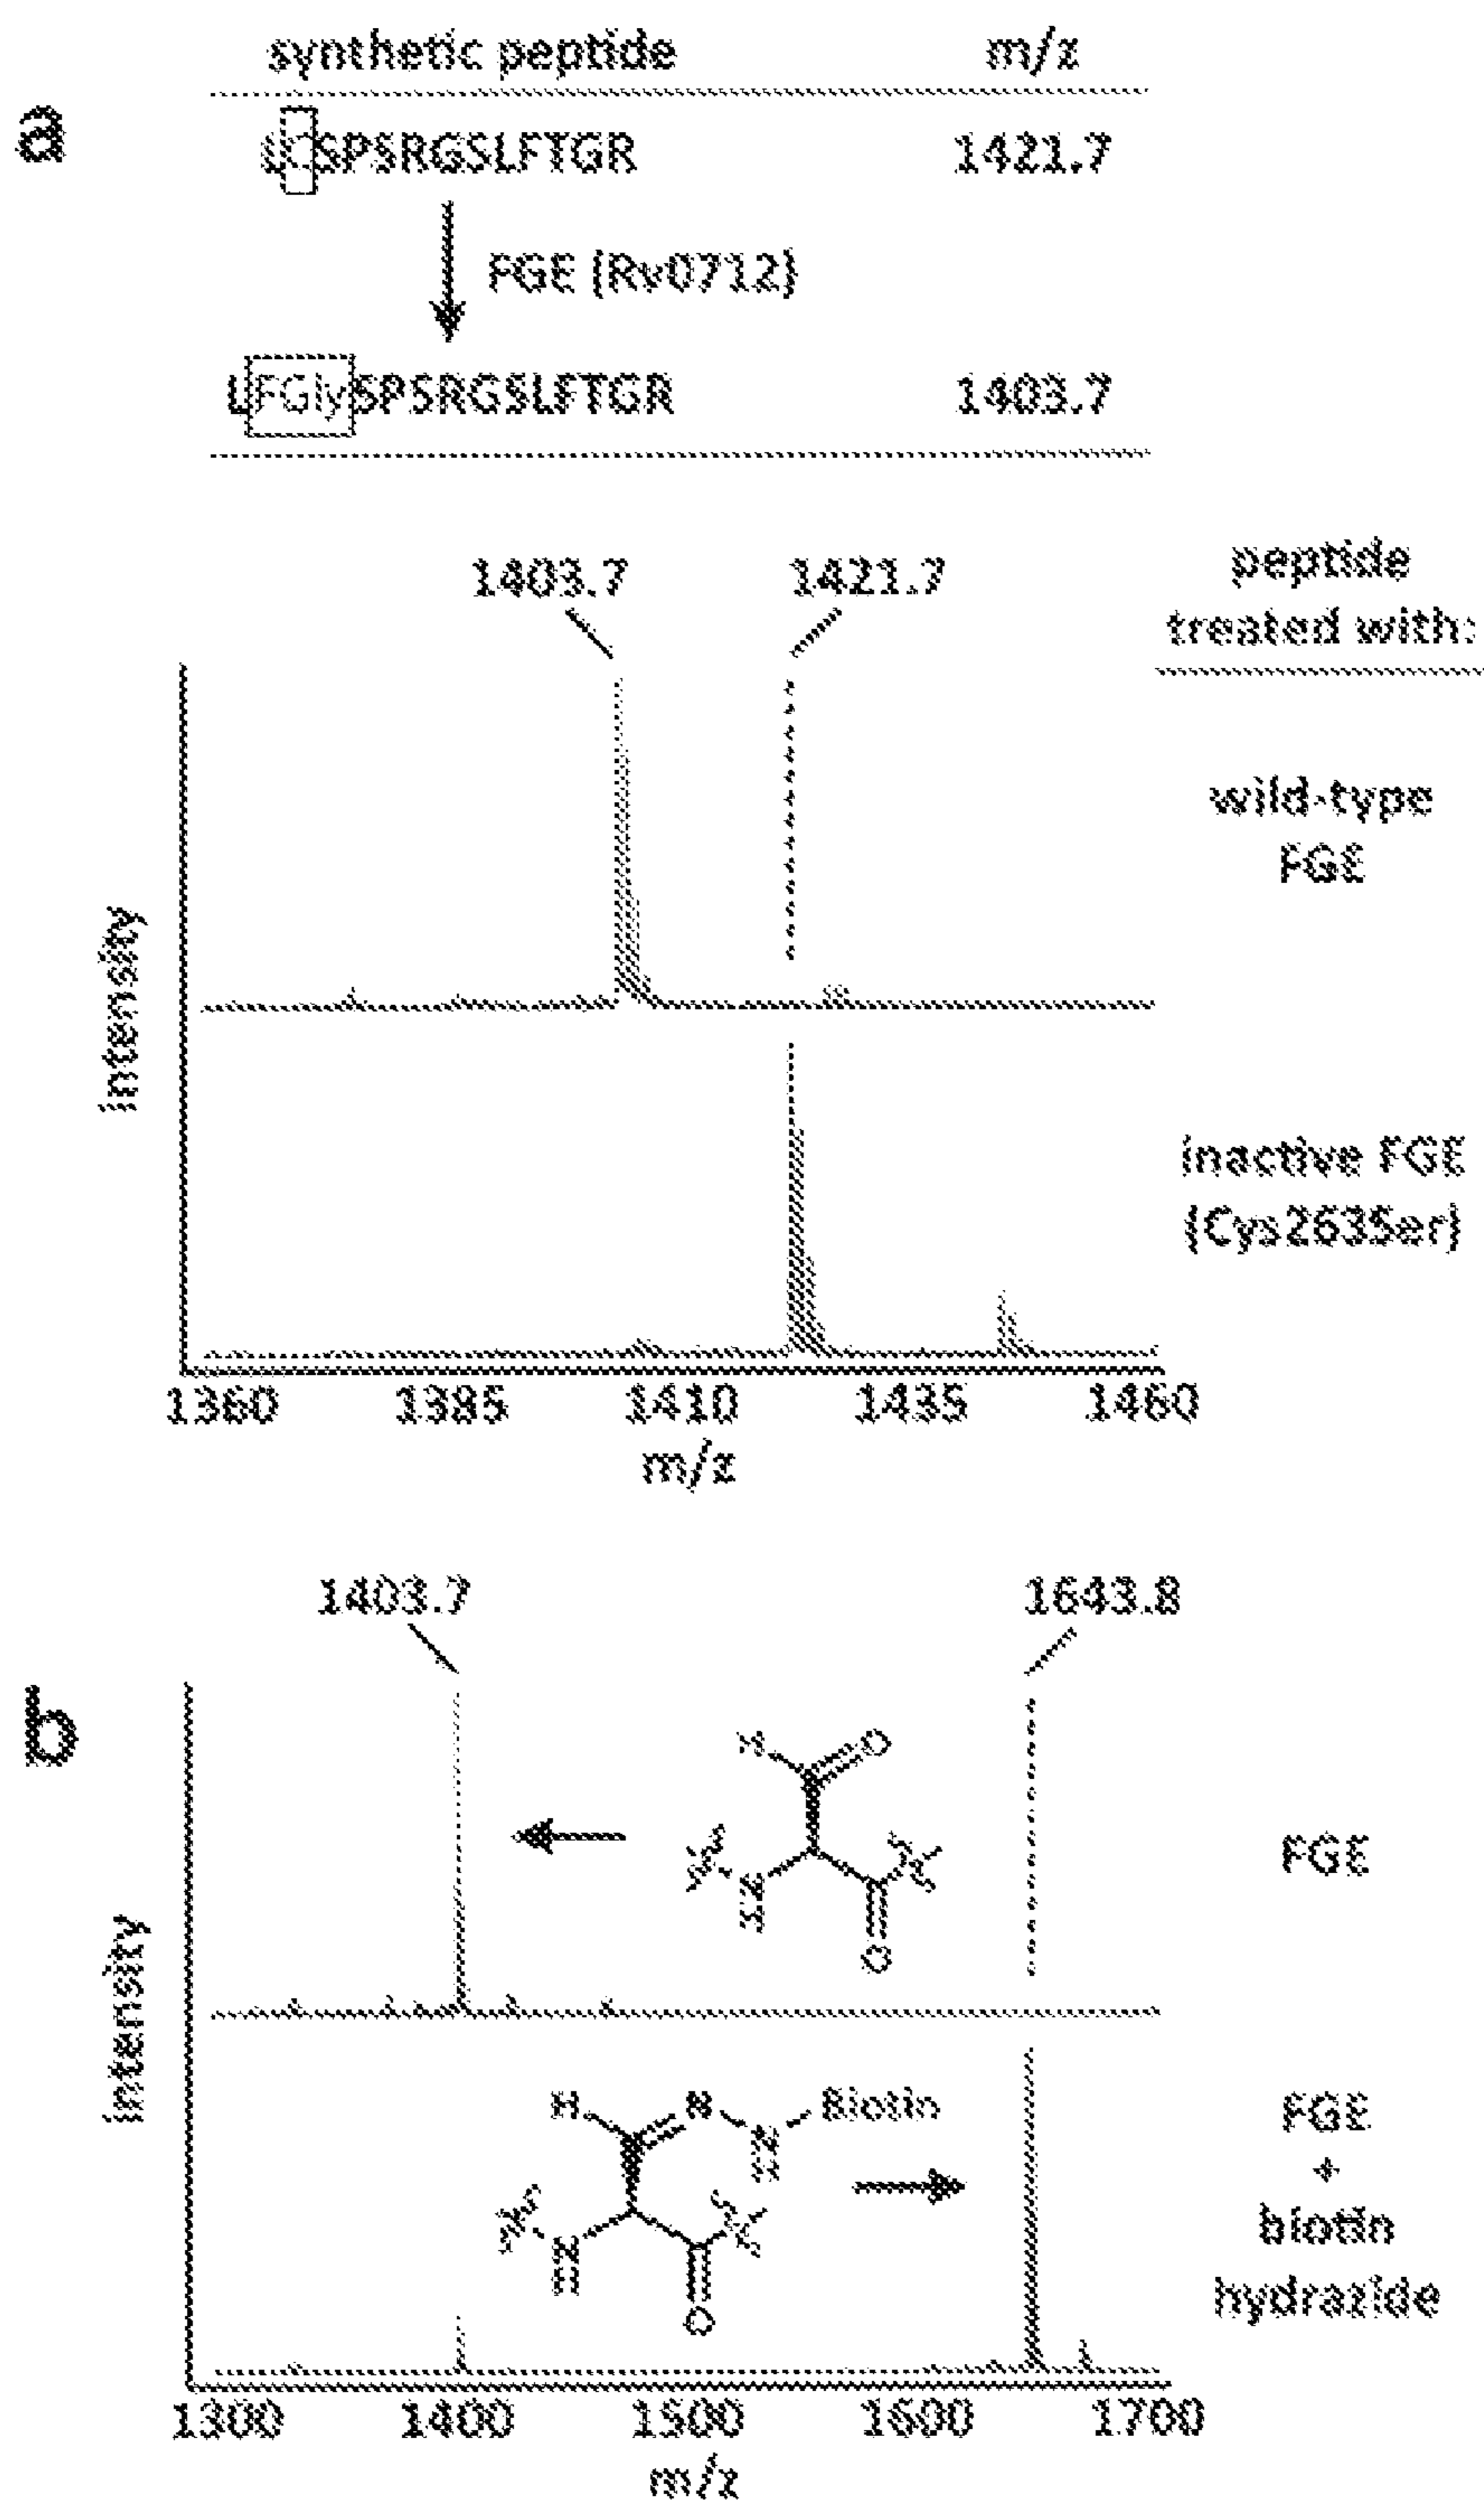 synthetic peptide m/z
a
LCSPSRGSLFTGR 1421.7
FGE (Rv0712)
LFGlySPSRGSLFTGR 1403.7
1403.7 1421.7
peptide
treated with:
wild-type
FGE
intensity
inactive FGE
(Cys263Ser)
1360 1385 1410 1435 1460
m/z
1403.7 1643.8
b
H O
N
H
O
FGE
intensity
H N Biotin
N
H
N
H
O
FGE
+
biotin
hydrazide
1300 1400 1500 1600 1700
m/z